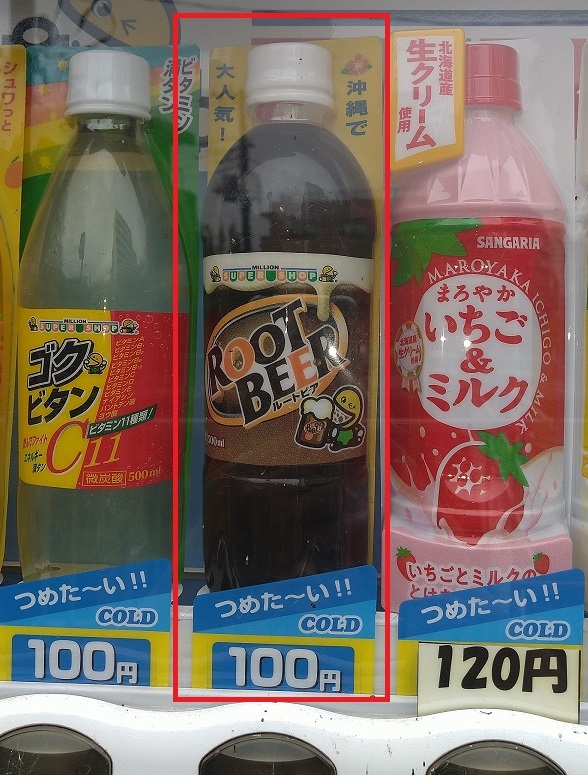 シュワっと
ビタミン
満タン
MILLION
SUPER SHOP
ゴク
ビタン
C11
ビタミン11種類!
微炭酸
500ml
つめた〜い!!
COLD
100円
大人気!
沖縄で
MILLION
SUPER SHOP
ROOT
BEER
ルートビア
500ml
つめた〜い!!
COLD
100円
北海道産
生クリーム
使用
SANGARIA
MAROYAKA ICHIGO & MILK
まろやか
いちご
&
ミルク
いちごとミルクの
つめた〜い!!
COLD
120円